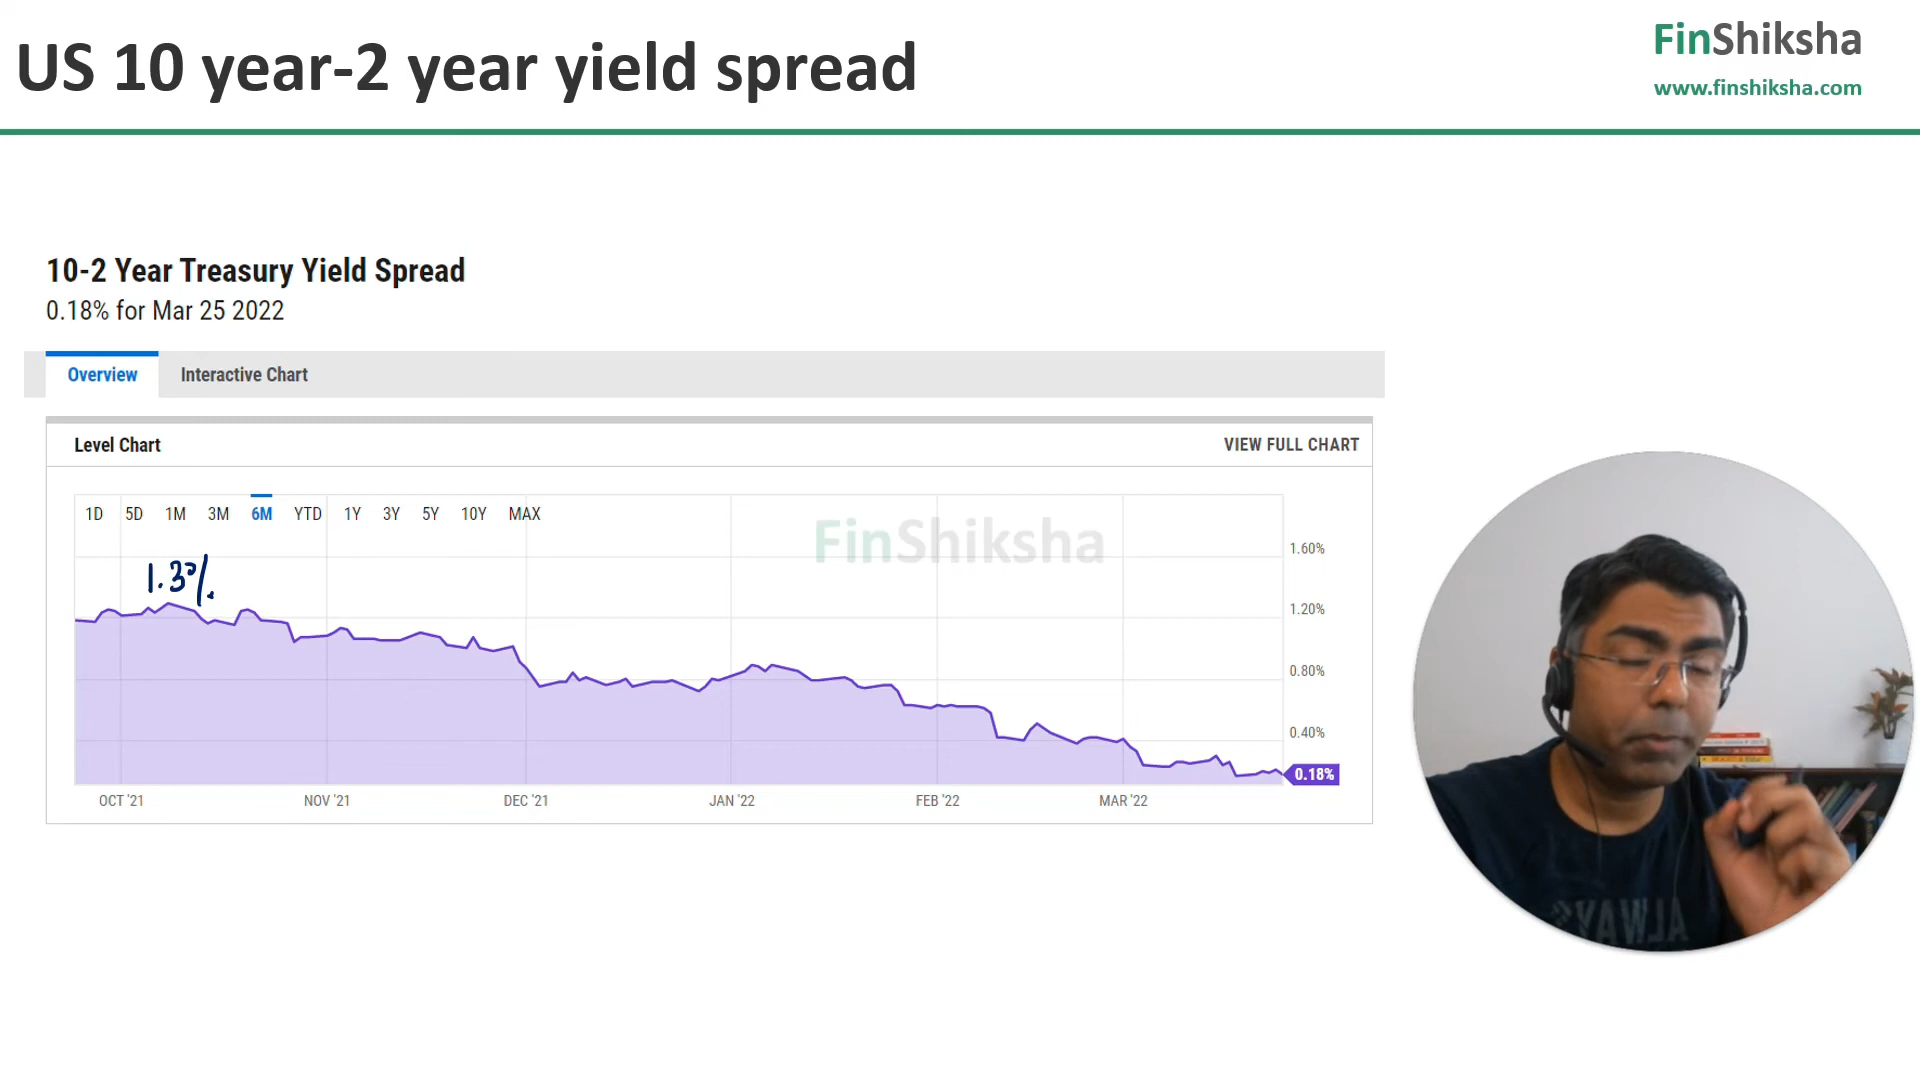 US 10 year-2 year yield spread
FinShiksha
www.finshiksha.com
10-2 Year Treasury Yield Spread
0.18% for Mar 25 2022
Overview
Interactive Chart
Level Chart
VIEW FULL CHART
1D 5D 1M 3M 6M YTD 1Y 3Y 5Y 10Y MAX
FinShiksha
1.3%
1.60%
1.20%
0.80%
0.40%
0.18%
OCT '21 NOV '21 DEC '21 JAN '22 FEB '22 MAR '22
ALWAYS